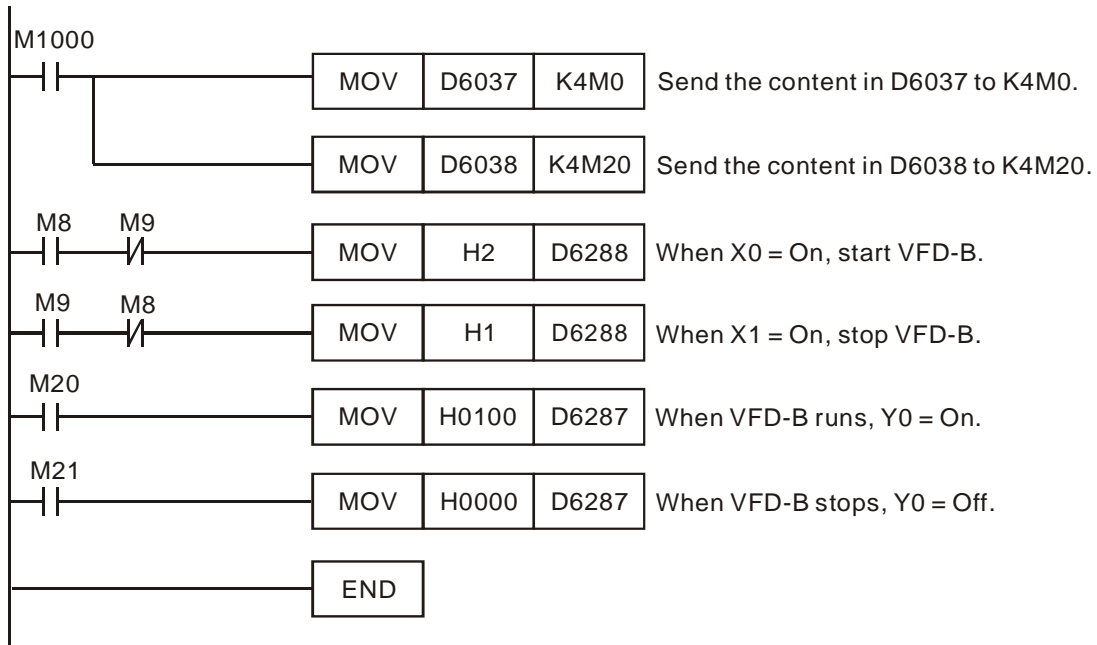 M1000
MOV D6037 K4M0 Send the content in D6037 to K4M0.
MOV D6038 K4M20 Send the content in D6038 to K4M20.
M8 M9
MOV H2 D6288 When X0 = On, start VFD-B.
M9 M8
MOV H1 D6288 When X1 = On, stop VFD-B.
M20
MOV H0100 D6287 When VFD-B runs, Y0 = On.
M21
MOV H0000 D6287 When VFD-B stops, Y0 = Off.
END